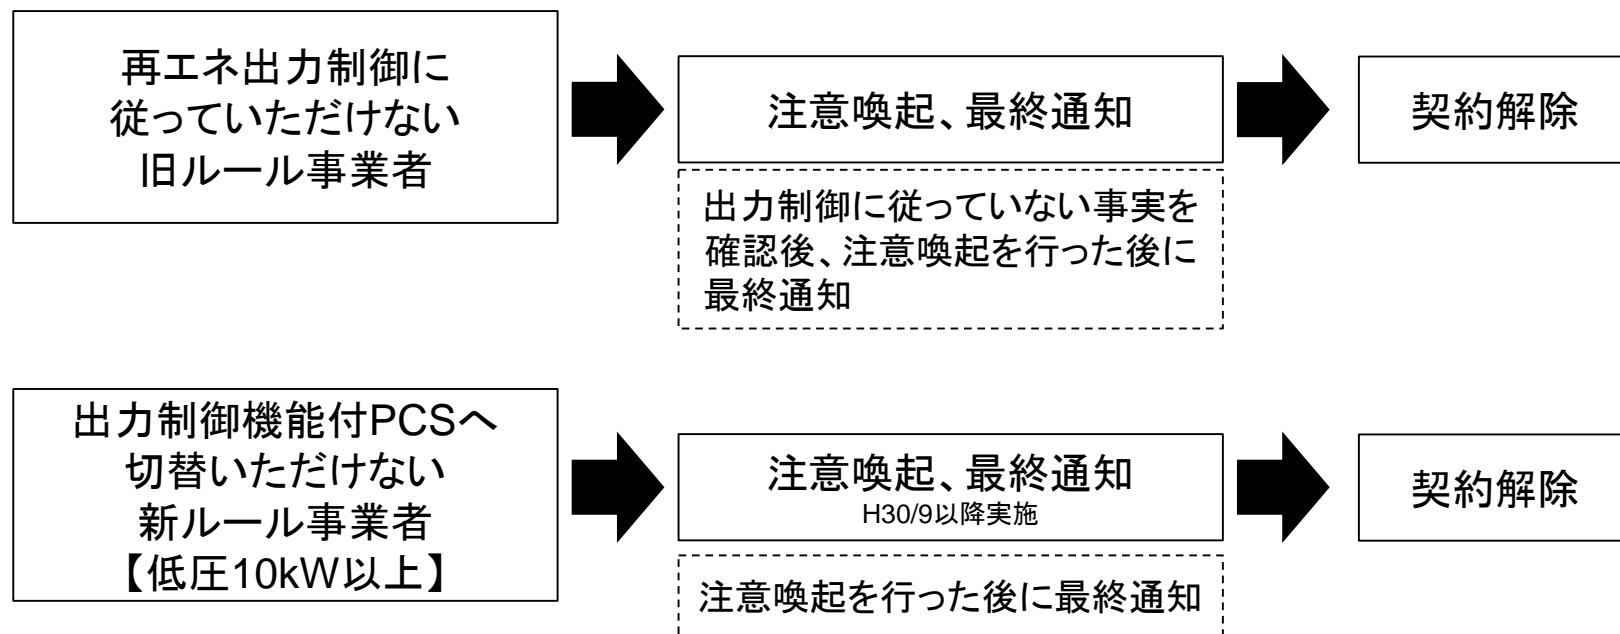 再エネ出力制御に
従っていただけない
旧ルール事業者
注意喚起、最終通知
契約解除
出力制御に従っていない事実を
確認後、注意喚起を行った後に
最終通知
出力制御機能付PCSへ
切替いただけない
新ルール事業者
【低圧10kW以上】
注意喚起、最終通知
H30/9以降実施
契約解除
注意喚起を行った後に最終通知